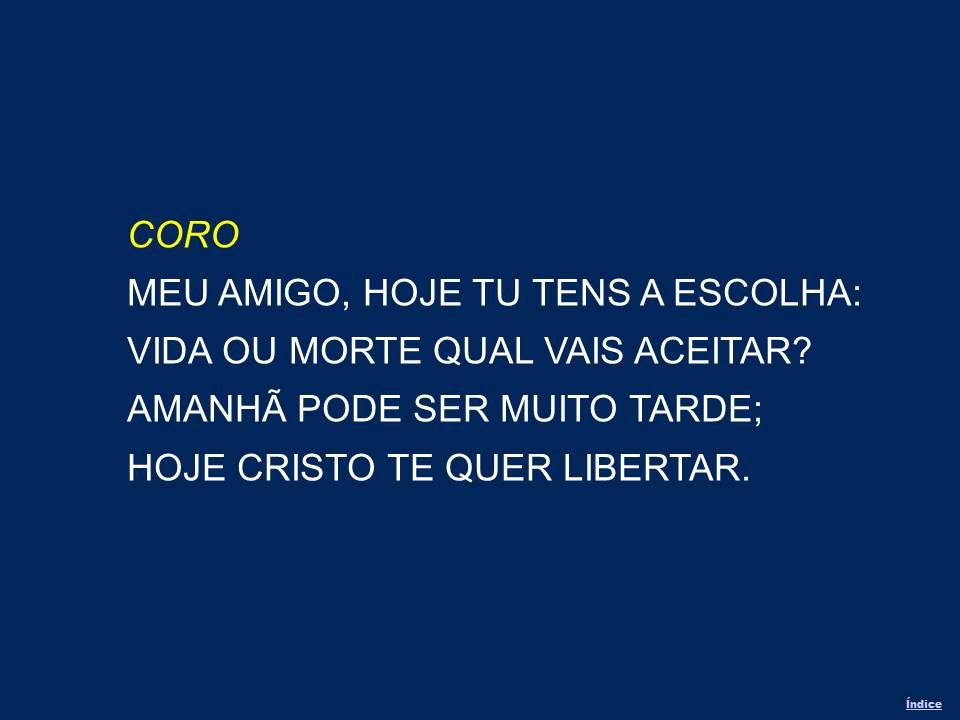 CORO
MEU AMIGO, HOJE TU TENS A ESCOLHA:
VIDA OU MORTE QUAL VAIS ACEITAR?
AMANHÃ PODE SER MUITO TARDE;
HOJE CRISTO TE QUER LIBERTAR.
Índice